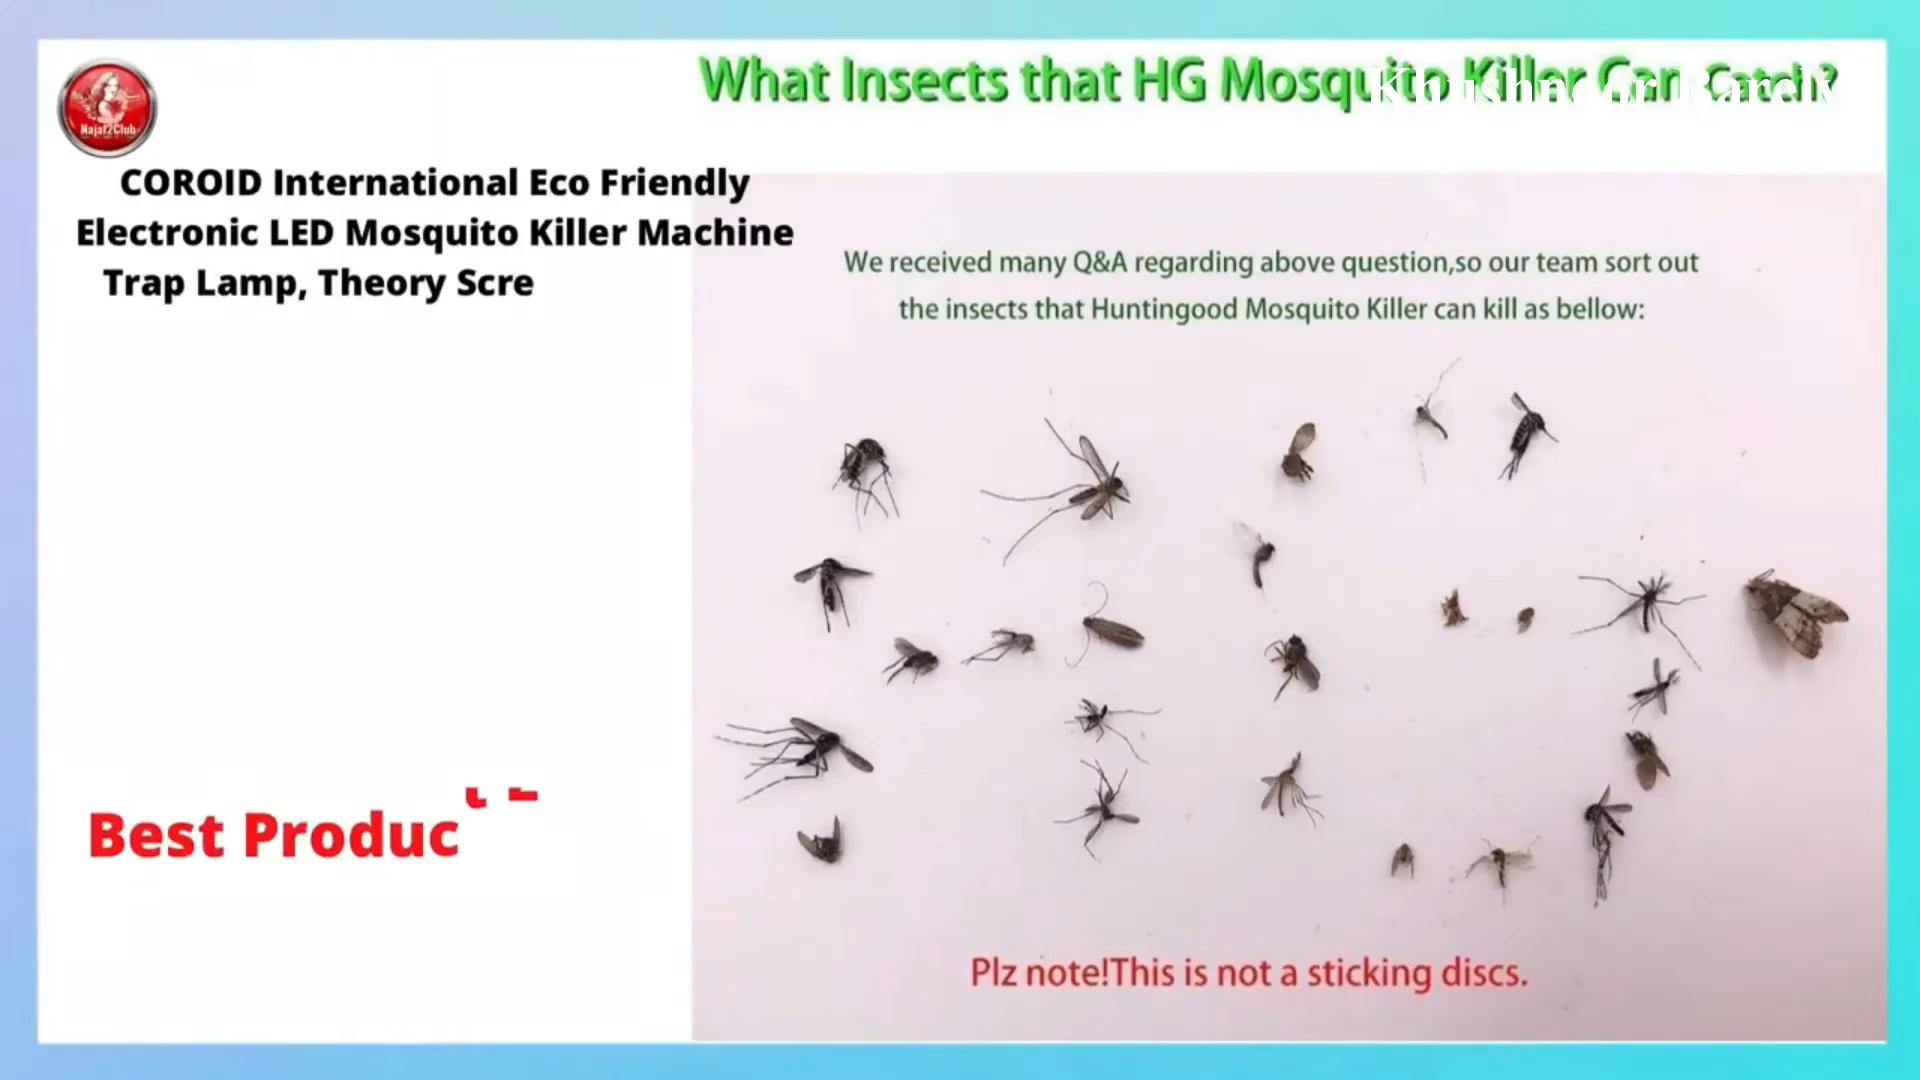 What Insects that HG Mosquito Killer Can Catch?
Najaf2Club
COROID International Eco Friendly
Electronic LED Mosquito Killer Machine
Trap Lamp, Theory Scre
We received many Q&A regarding above question,so our team sort out
the insects that Huntingood Mosquito Killer can kill as bellow:
Best Produc
Plz note!This is not a sticking discs.